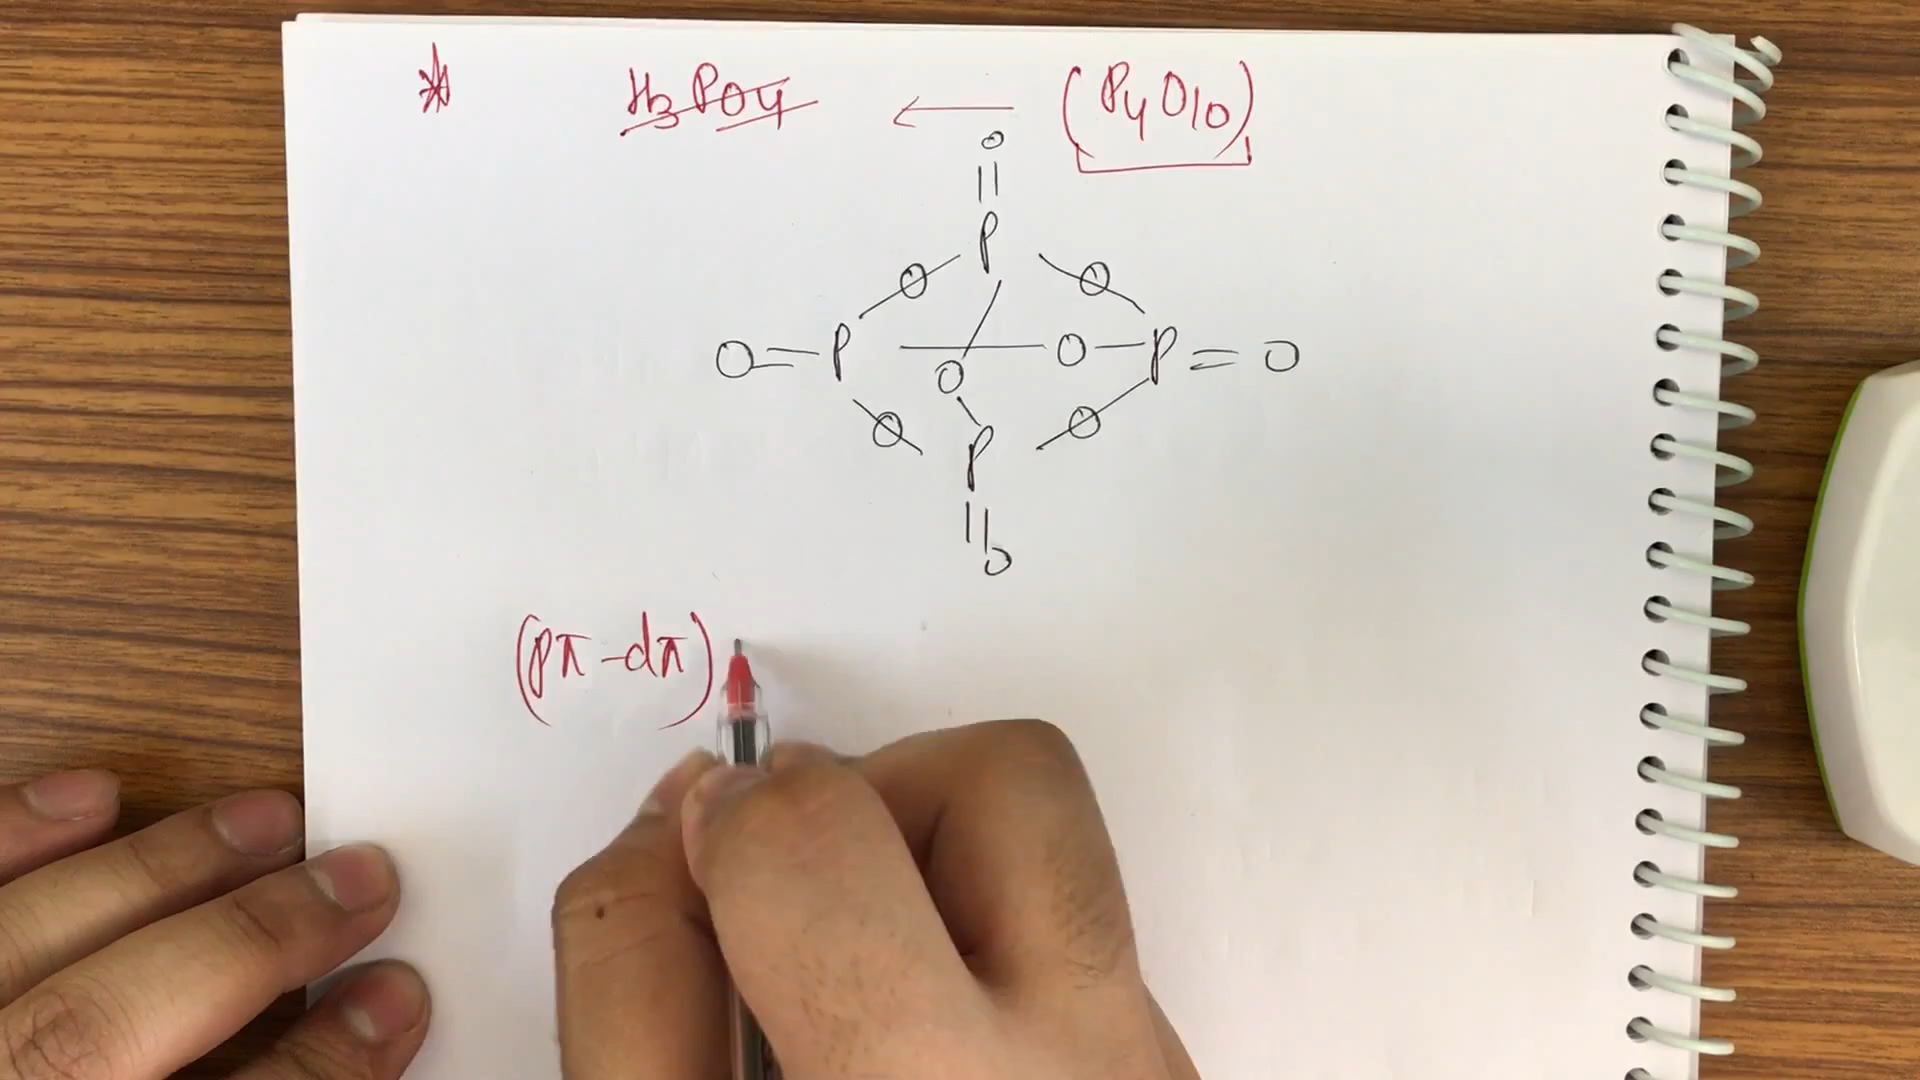 * H3PO4 ← (P4O10)
O
||
P
O O
O = P — O — P = O
O
O O
P
||
O
(pπ - dπ)